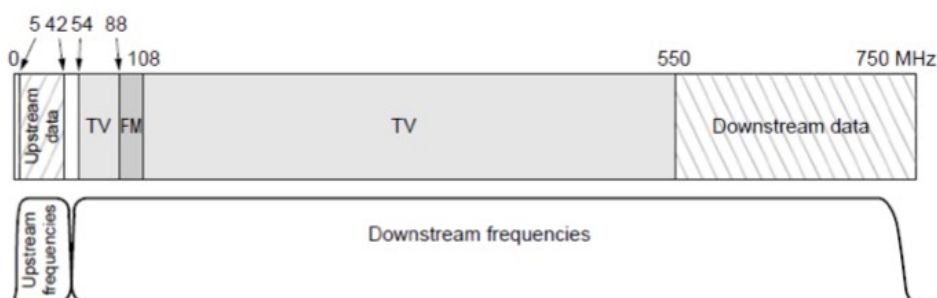 5 42 54 88
0 108 550 750 MHz
Upstream
data
TV FM TV Downstream data
Upstream
frequencies
Downstream frequencies